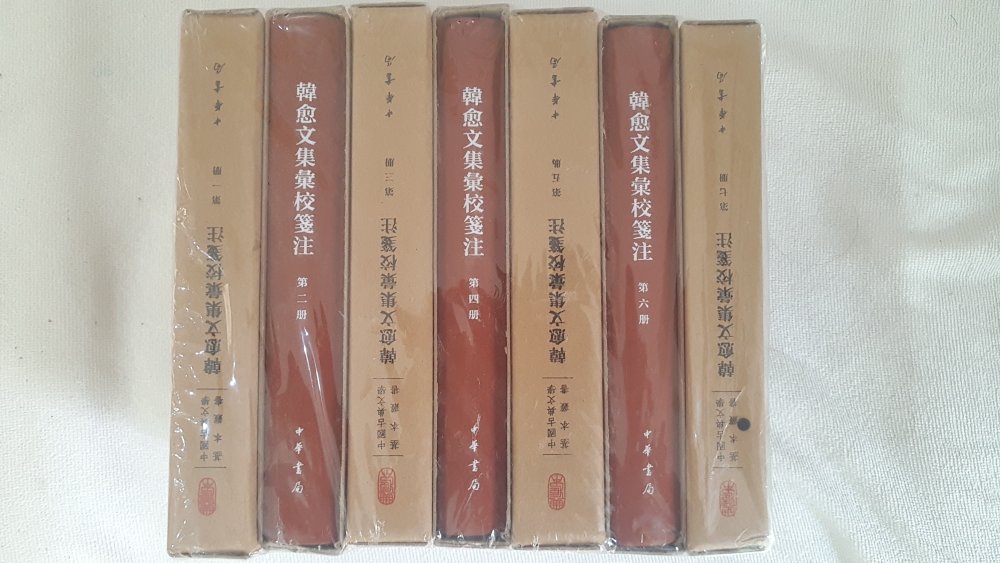 中國古典文學
基本叢書
韓愈文集彙校箋注
第一册
中華書局
韓愈文集彙校箋注
第二册
中華書局
中國古典文學
基本叢書
韓愈文集彙校箋注
第三册
中華書局
韓愈文集彙校箋注
第四册
中華書局
中國古典文學
基本叢書
韓愈文集彙校箋注
第五册
中華書局
韓愈文集彙校箋注
第六册
中華書局
中國古典文學
基本叢書
韓愈文集彙校箋注
第七册
中華書局